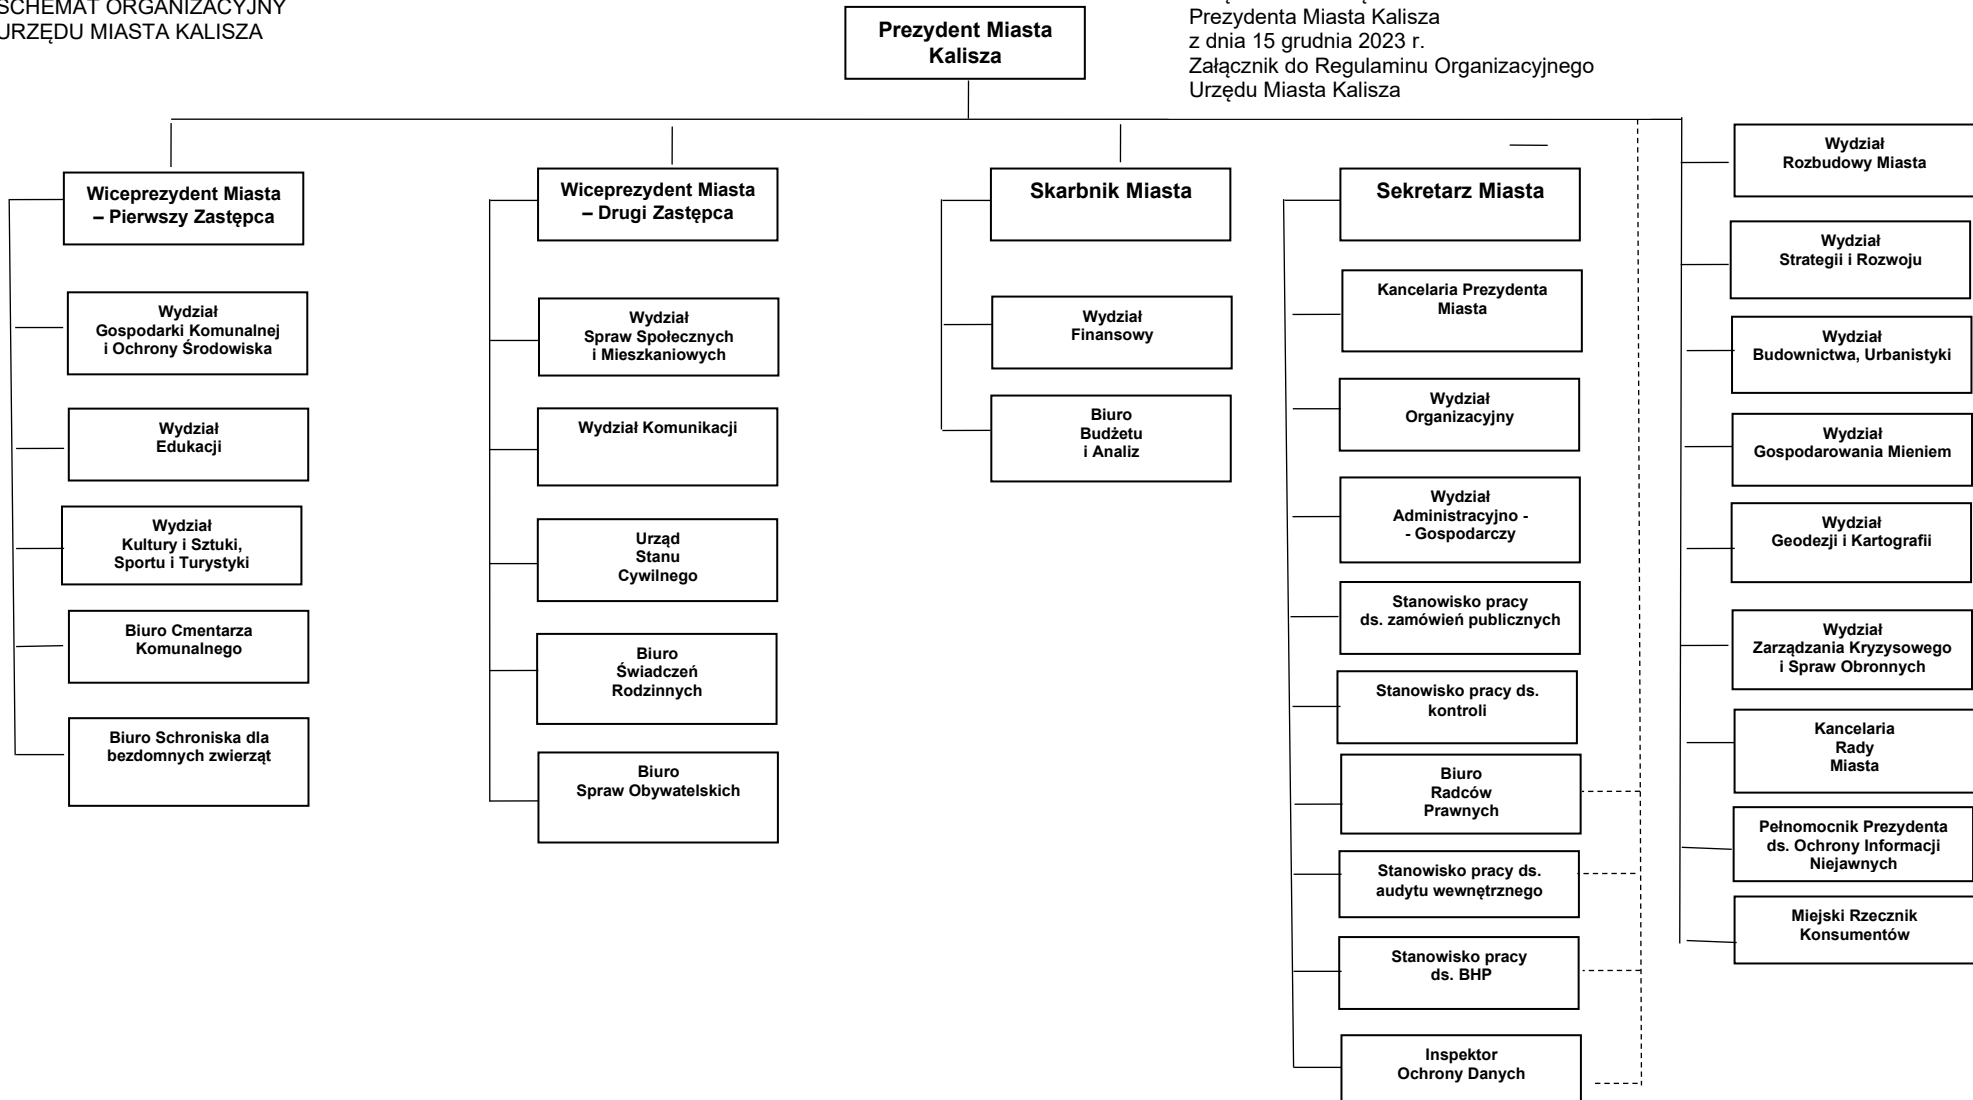 SCHEMAT ORGANIZACYJNY
URZĘDU MIASTA KALISZA
Prezydent Miasta
Kalisza
Prezydenta Miasta Kalisza
z dnia 15 grudnia 2023 r.
Załącznik do Regulaminu Organizacyjnego
Urzędu Miasta Kalisza
Wiceprezydent Miasta
– Pierwszy Zastępca
Wydział
Gospodarki Komunalnej
i Ochrony Środowiska
Wydział
Edukacji
Wydział
Kultury i Sztuki,
Sportu i Turystyki
Biuro Cmentarza
Komunalnego
Biuro Schroniska dla
bezdomnych zwierząt
Wiceprezydent Miasta
– Drugi Zastępca
Wydział
Spraw Społecznych
i Mieszkaniowych
Wydział Komunikacji
Urząd
Stanu
Cywilnego
Biuro
Świadczeń
Rodzinnych
Biuro
Spraw Obywatelskich
Skarbnik Miasta
Wydział
Finansowy
Biuro
Budżetu
i Analiz
Sekretarz Miasta
Kancelaria Prezydenta
Miasta
Wydział
Organizacyjny
Wydział
Administracyjno -
- Gospodarczy
Stanowisko pracy
ds. zamówień publicznych
Stanowisko pracy ds.
kontroli
Biuro
Radców
Prawnych
Stanowisko pracy ds.
audytu wewnętrznego
Stanowisko pracy
ds. BHP
Inspektor
Ochrony Danych
Wydział
Rozbudowy Miasta
Wydział
Strategii i Rozwoju
Wydział
Budownictwa, Urbanistyki
Wydział
Gospodarowania Mieniem
Wydział
Geodezji i Kartografii
Wydział
Zarządzania Kryzysowego
i Spraw Obronnych
Kancelaria
Rady
Miasta
Pełnomocnik Prezydenta
ds. Ochrony Informacji
Niejawnych
Miejski Rzecznik
Konsumentów